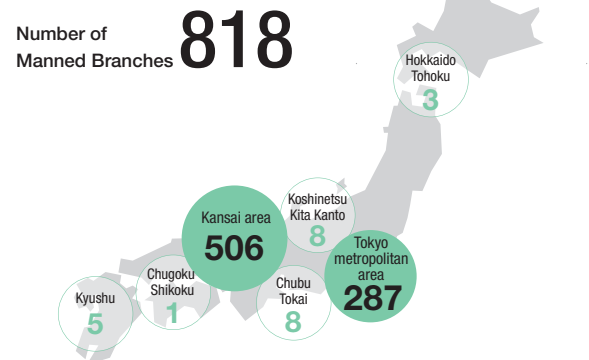 Number of
Manned Branches 818
Hokkaido
Tohoku
3
Koshinetsu
Kita Kanto
8
Kansai area
506
Tokyo
metropolitan
area
287
Chubu
Tokai
8
Chugoku
Shikoku
1
Kyushu
5